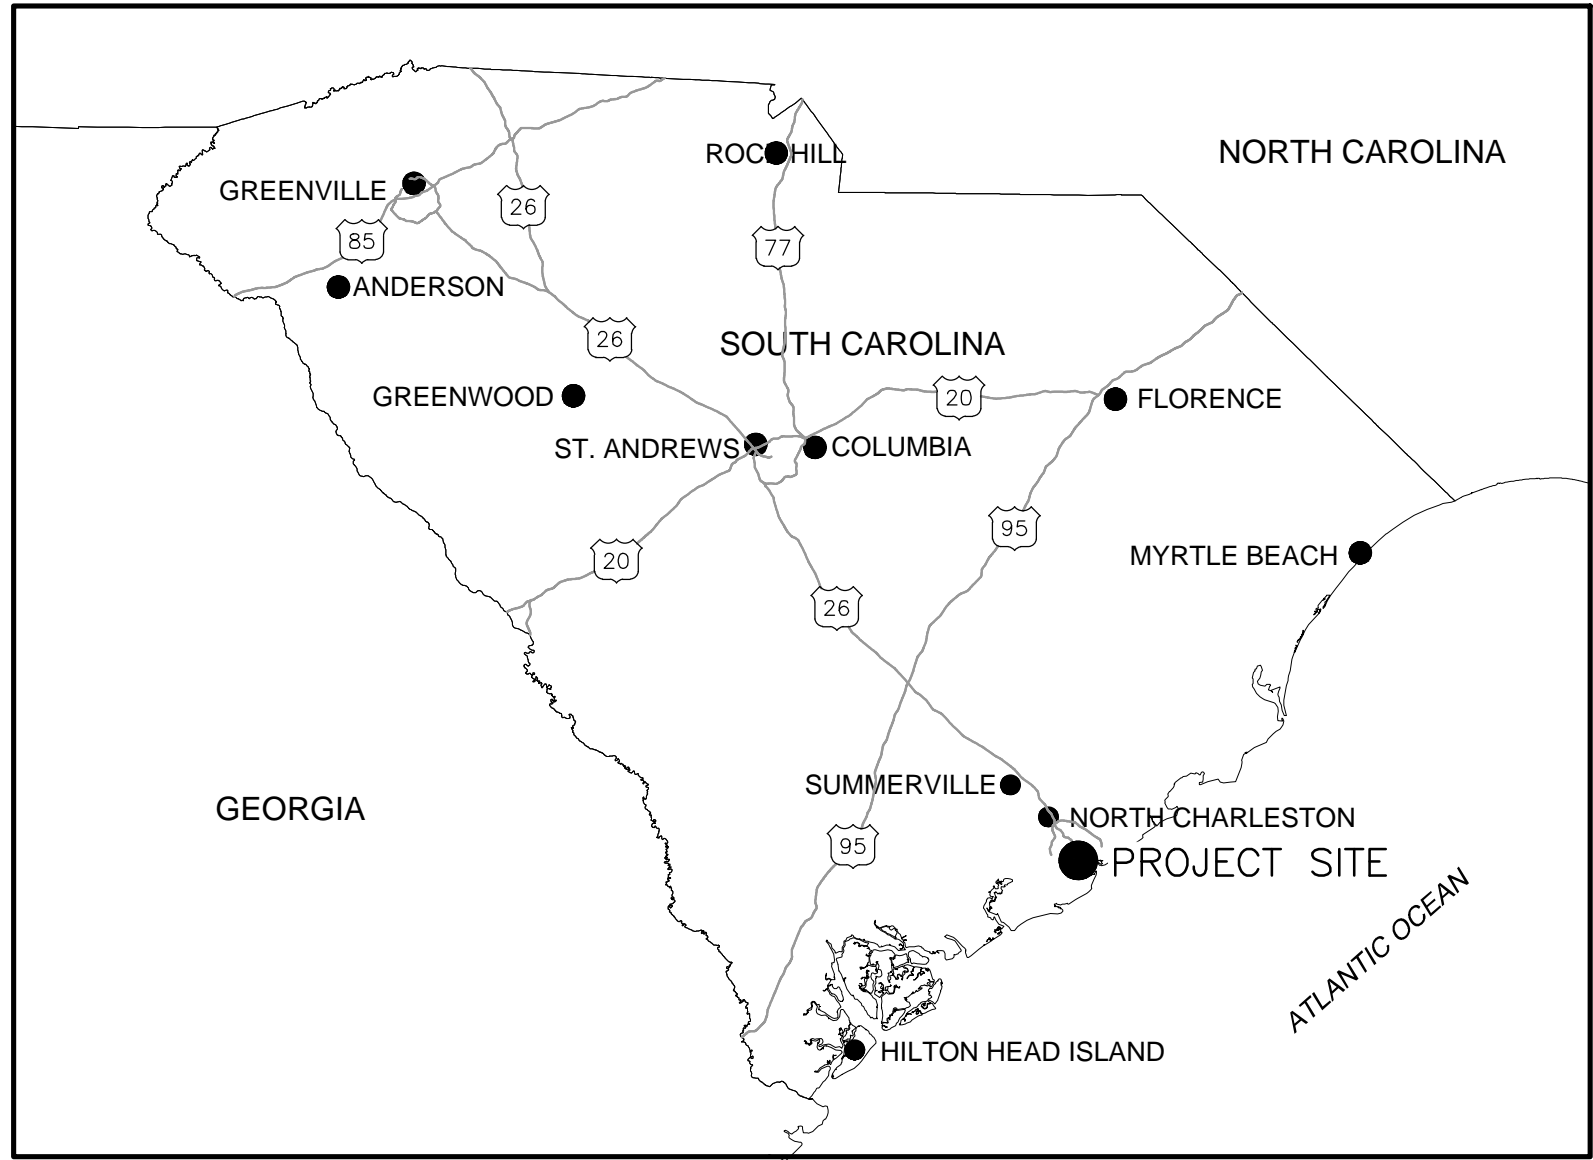 ROCK HILL
NORTH CAROLINA
GREENVILLE
26
85
77
ANDERSON
26
SOUTH CAROLINA
GREENWOOD
20
FLORENCE
ST. ANDREWS
COLUMBIA
95
MYRTLE BEACH
20
26
SUMMERVILLE
GEORGIA
NORTH CHARLESTON
95
PROJECT SITE
ATLANTIC OCEAN
HILTON HEAD ISLAND